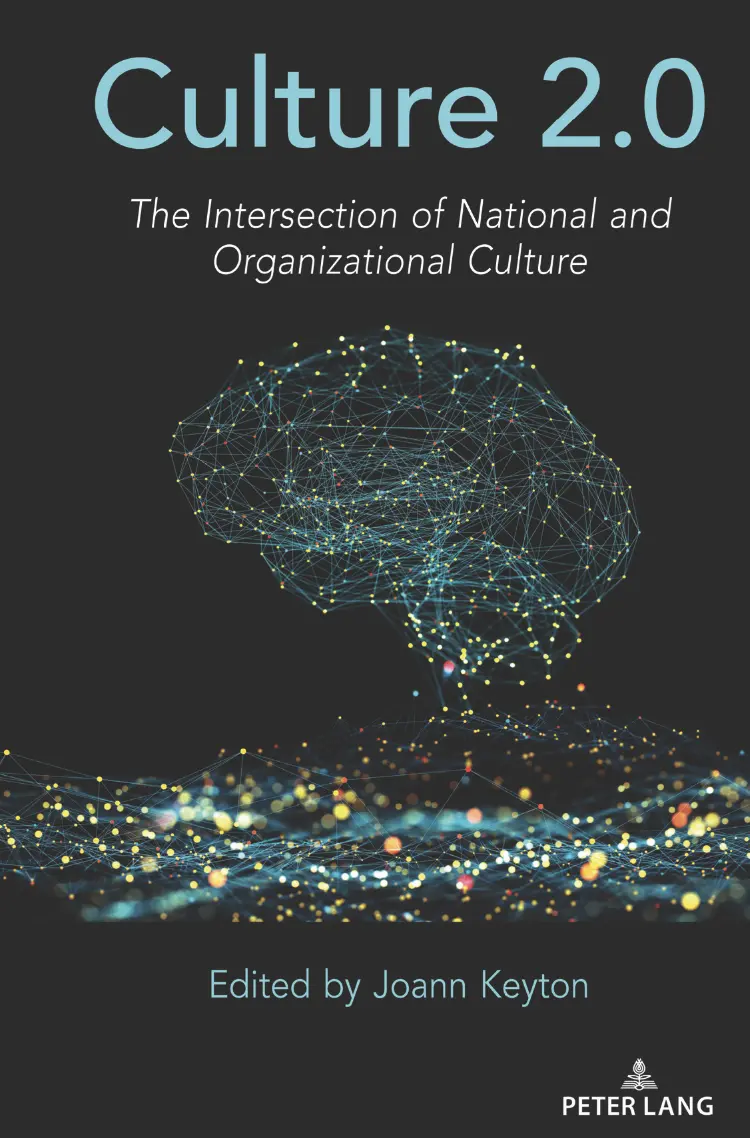 Culture 2.0
The Intersection of National and
Organizational Culture
Edited by Joann Keyton
PETER LANG